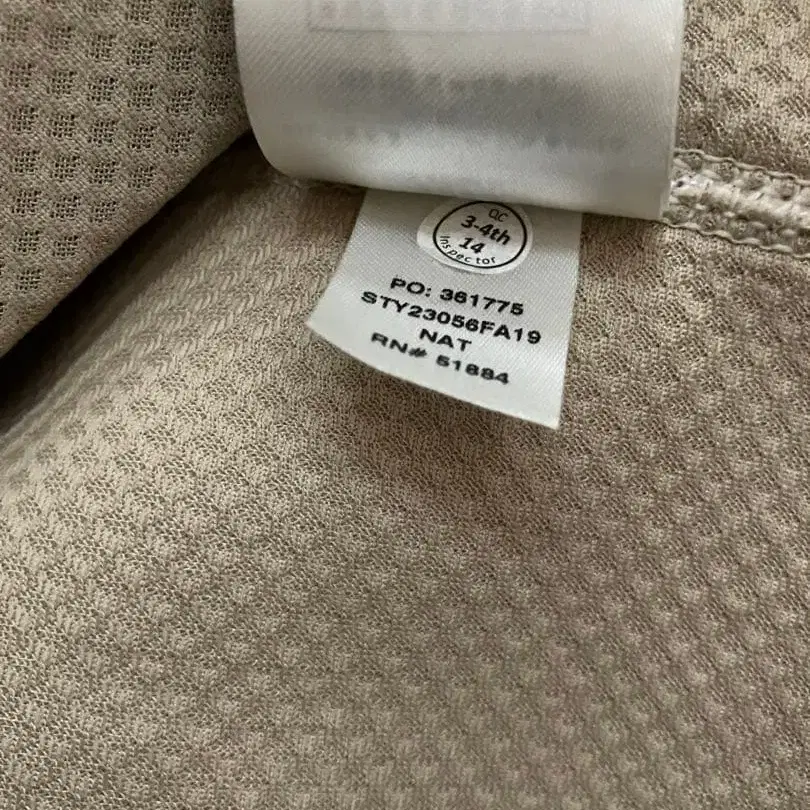 QC
3-4th
14
Inspector
PO: 361775
STY23056FA19
NAT
RN# 51884